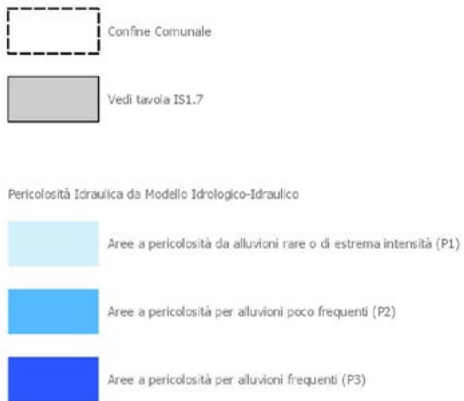 Confine Comunale
Vedi tavola IS1.7
Pericolosità Idraulica da Modello Idrologico-Idraulico
Aree a pericolosità da alluvioni rare o di estrema intensità (P1)
Aree a pericolosità per alluvioni poco frequenti (P2)
Aree a pericolosità per alluvioni frequenti (P3)